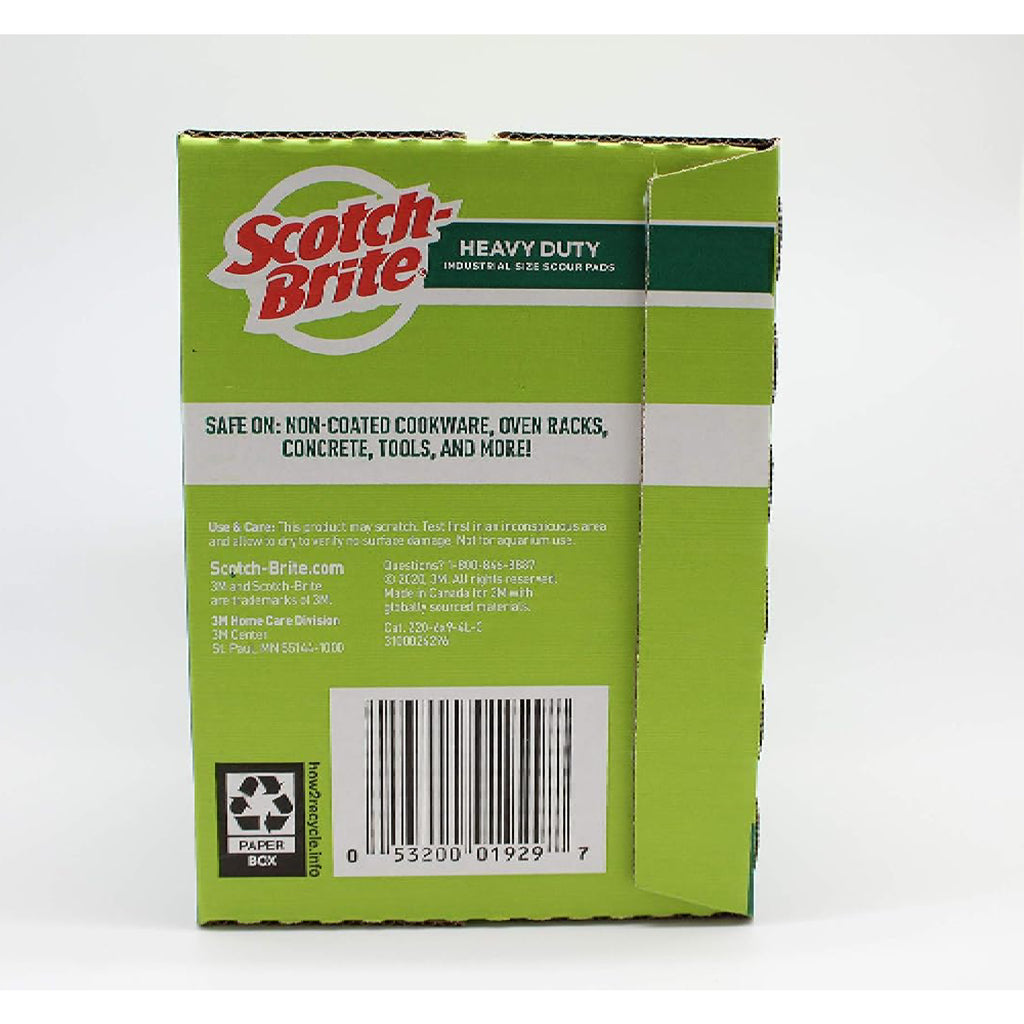 Scotch-
Brite
HEAVY DUTY
INDUSTRIAL SIZE SCOUR PADS
SAFE ON: NON-COATED COOKWARE, OVEN RACKS,
CONCRETE, TOOLS, AND MORE!
Use & Care: This product may scratch. Test first in an inconspicuous area
and allow to dry to verify no surface damage. Not for aquarium use.
Scotch-Brite.com
3M and Scotch-Brite
are trademarks of 3M.
3M Home Care Division
3M Center
St. Paul, MN 55144-1000
Questions? 1-800-846-8887
© 2020, 3M. All rights reserved.
Made in Canada for 3M with
globally sourced materials.
Cat.
3100024296
PAPER
BOX
how2recycle.info
0 53200 01929 7